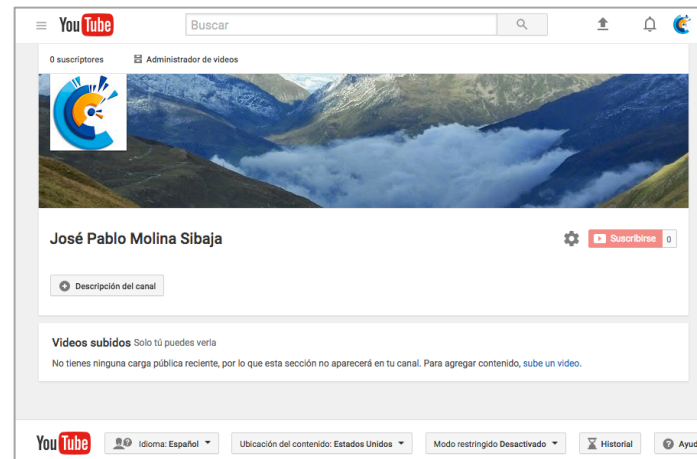 YouTube
Buscar
0 suscriptores
Administrador de videos
José Pablo Molina Sibaja
Suscribirse 0
Descripción del canal
Videos subidos Solo tú puedes verla
No tienes ninguna carga pública reciente, por lo que esta sección no aparecerá en tu canal. Para agregar contenido, sube un video.
YouTube Idioma: Español Ubicación del contenido: Estados Unidos Modo restringido Desactivado Historial Ayud